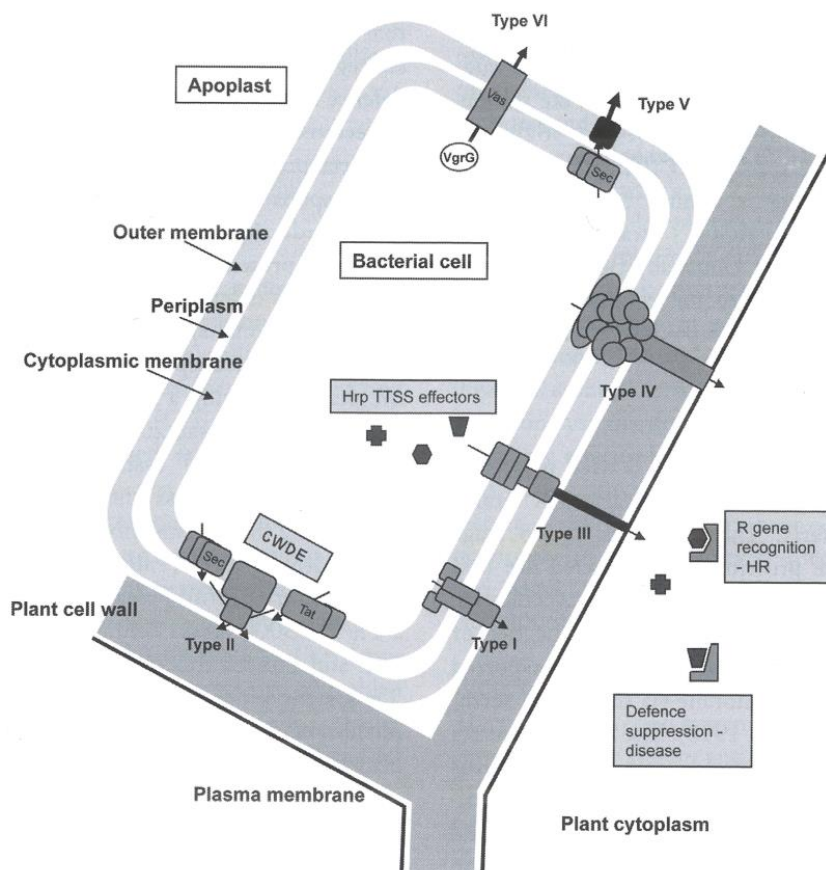 Type VI
Apoplast
Vas
Type V
VgrG
Sec
Outer membrane
Bacterial cell
Periplasm
Cytoplasmic membrane
Type IV
Hrp TTSS effectors
Type III
R gene
recognition
- HR
CWDE
Sec
Plant cell wall
Tat
Type II
Type I
Defence
suppression -
disease
Plasma membrane
Plant cytoplasm